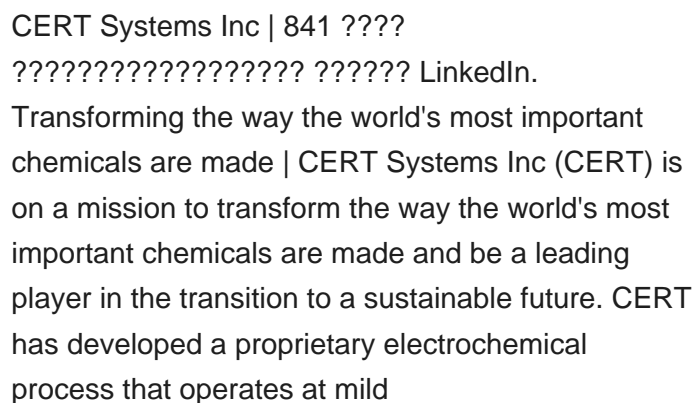 CERT Systems Inc | 841 ????
?????????????????? ?????? LinkedIn.
Transforming the way the world's most important
chemicals are made | CERT Systems Inc (CERT) is
on a mission to transform the way the world's most
important chemicals are made and be a leading
player in the transition to a sustainable future. CERT
has developed a proprietary electrochemical
process that operates at mild